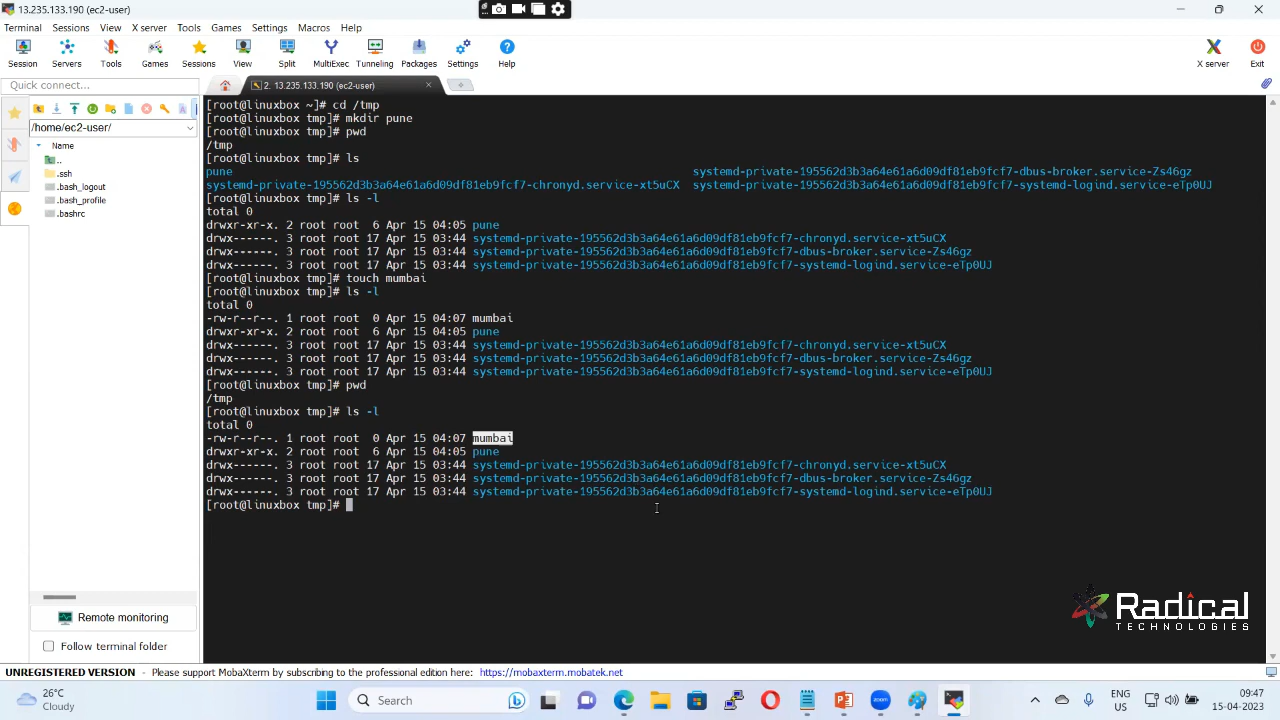 13.235.133.190 (ec2-user)
Terminal Sessions View X server Tools Games Settings Macros Help
Session Servers Tools Games Sessions View Split MultiExec Tunneling Packages Settings Help X server Exit
Quick connect...
2. 13.235.133.190 (ec2-user)
/home/ec2-user/
Name
..
.ssh
.bash_logout
.bash_profile
.bashrc
[root@linuxbox ~]# cd /tmp
[root@linuxbox tmp]# mkdir pune
[root@linuxbox tmp]# pwd
/tmp
[root@linuxbox tmp]# ls
pune systemd-private-195562d3b3a64e61a6d09df81eb9fcf7-dbus-broker.service-Zs46gz
systemd-private-195562d3b3a64e61a6d09df81eb9fcf7-chronyd.service-xt5uCX systemd-private-195562d3b3a64e61a6d09df81eb9fcf7-systemd-logind.service-eTp0UJ
[root@linuxbox tmp]# ls -l
total 0
drwxr-xr-x. 2 root root 6 Apr 15 04:05 pune
drwx------. 3 root root 17 Apr 15 03:44 systemd-private-195562d3b3a64e61a6d09df81eb9fcf7-chronyd.service-xt5uCX
drwx------. 3 root root 17 Apr 15 03:44 systemd-private-195562d3b3a64e61a6d09df81eb9fcf7-dbus-broker.service-Zs46gz
drwx------. 3 root root 17 Apr 15 03:44 systemd-private-195562d3b3a64e61a6d09df81eb9fcf7-systemd-logind.service-eTp0UJ
[root@linuxbox tmp]# touch mumbai
[root@linuxbox tmp]# ls -l
total 0
-rw-r--r--. 1 root root 0 Apr 15 04:07 mumbai
drwxr-xr-x. 2 root root 6 Apr 15 04:05 pune
drwx------. 3 root root 17 Apr 15 03:44 systemd-private-195562d3b3a64e61a6d09df81eb9fcf7-chronyd.service-xt5uCX
drwx------. 3 root root 17 Apr 15 03:44 systemd-private-195562d3b3a64e61a6d09df81eb9fcf7-dbus-broker.service-Zs46gz
drwx------. 3 root root 17 Apr 15 03:44 systemd-private-195562d3b3a64e61a6d09df81eb9fcf7-systemd-logind.service-eTp0UJ
[root@linuxbox tmp]# pwd
/tmp
[root@linuxbox tmp]# ls -l
total 0
-rw-r--r--. 1 root root 0 Apr 15 04:07 mumbai
drwxr-xr-x. 2 root root 6 Apr 15 04:05 pune
drwx------. 3 root root 17 Apr 15 03:44 systemd-private-195562d3b3a64e61a6d09df81eb9fcf7-chronyd.service-xt5uCX
drwx------. 3 root root 17 Apr 15 03:44 systemd-private-195562d3b3a64e61a6d09df81eb9fcf7-dbus-broker.service-Zs46gz
drwx------. 3 root root 17 Apr 15 03:44 systemd-private-195562d3b3a64e61a6d09df81eb9fcf7-systemd-logind.service-eTp0UJ
[root@linuxbox tmp]#
Radical
TECHNOLOGIES
Remote monitoring
Follow terminal folder
UNREGISTERED VERSION - Please support MobaXterm by subscribing to the professional edition here: https://mobaxterm.mobatek.net
26°C
Cloudy
Search
zoom
ENG
US
09:47
15-04-2023